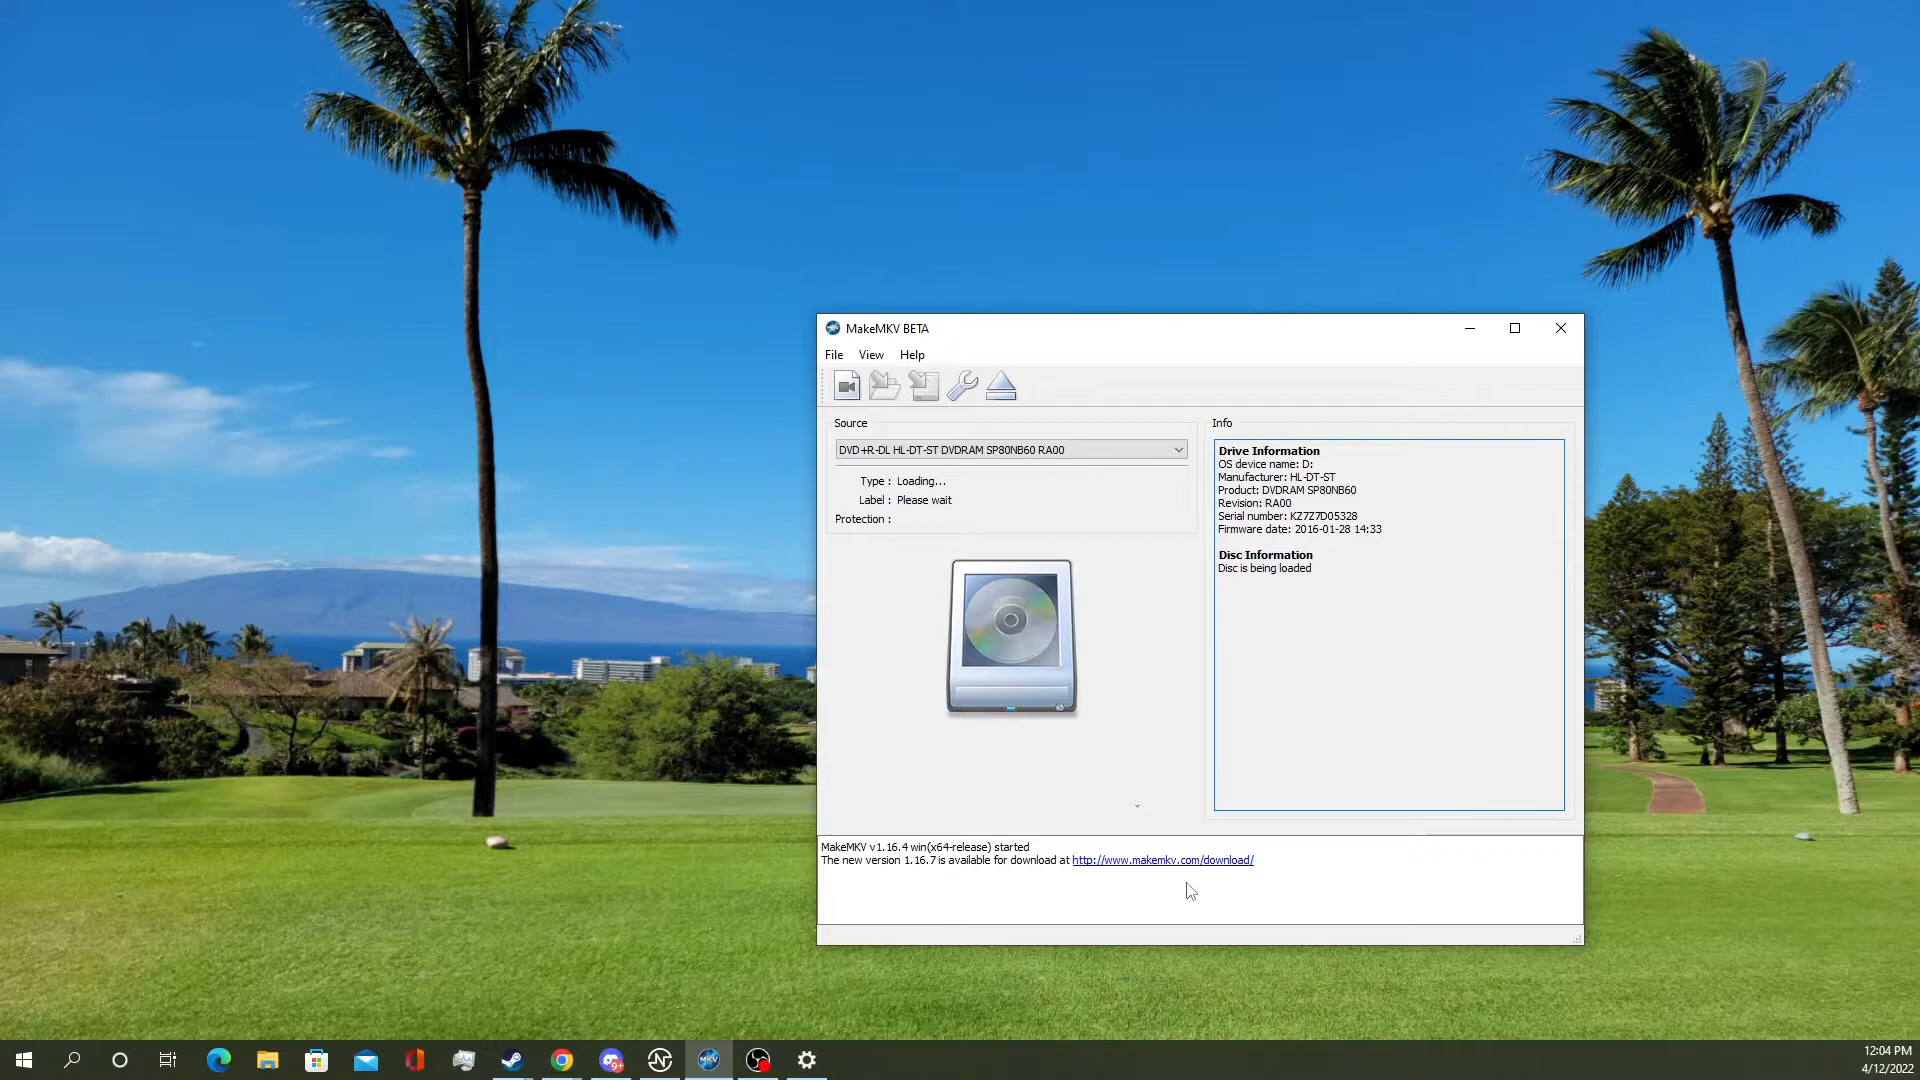 MakeMKV BETA
File View Help
Source
DVD+R-DL HL-DT-ST DVDRAM SP80NB60 RA00
Type : Loading...
Label : Please wait
Protection :
Info
Drive Information
OS device name: D:
Manufacturer: HL-DT-ST
Product: DVDRAM SP80NB60
Revision: RA00
Serial number: KZ7Z7D05328
Firmware date: 2016-01-28 14:33
Disc Information
Disc is being loaded
MakeMKV v1.16.4 win(x64-release) started
The new version 1.16.7 is available for download at http://www.makemkv.com/download/
9+
MKV
12:04 PM
4/12/2022